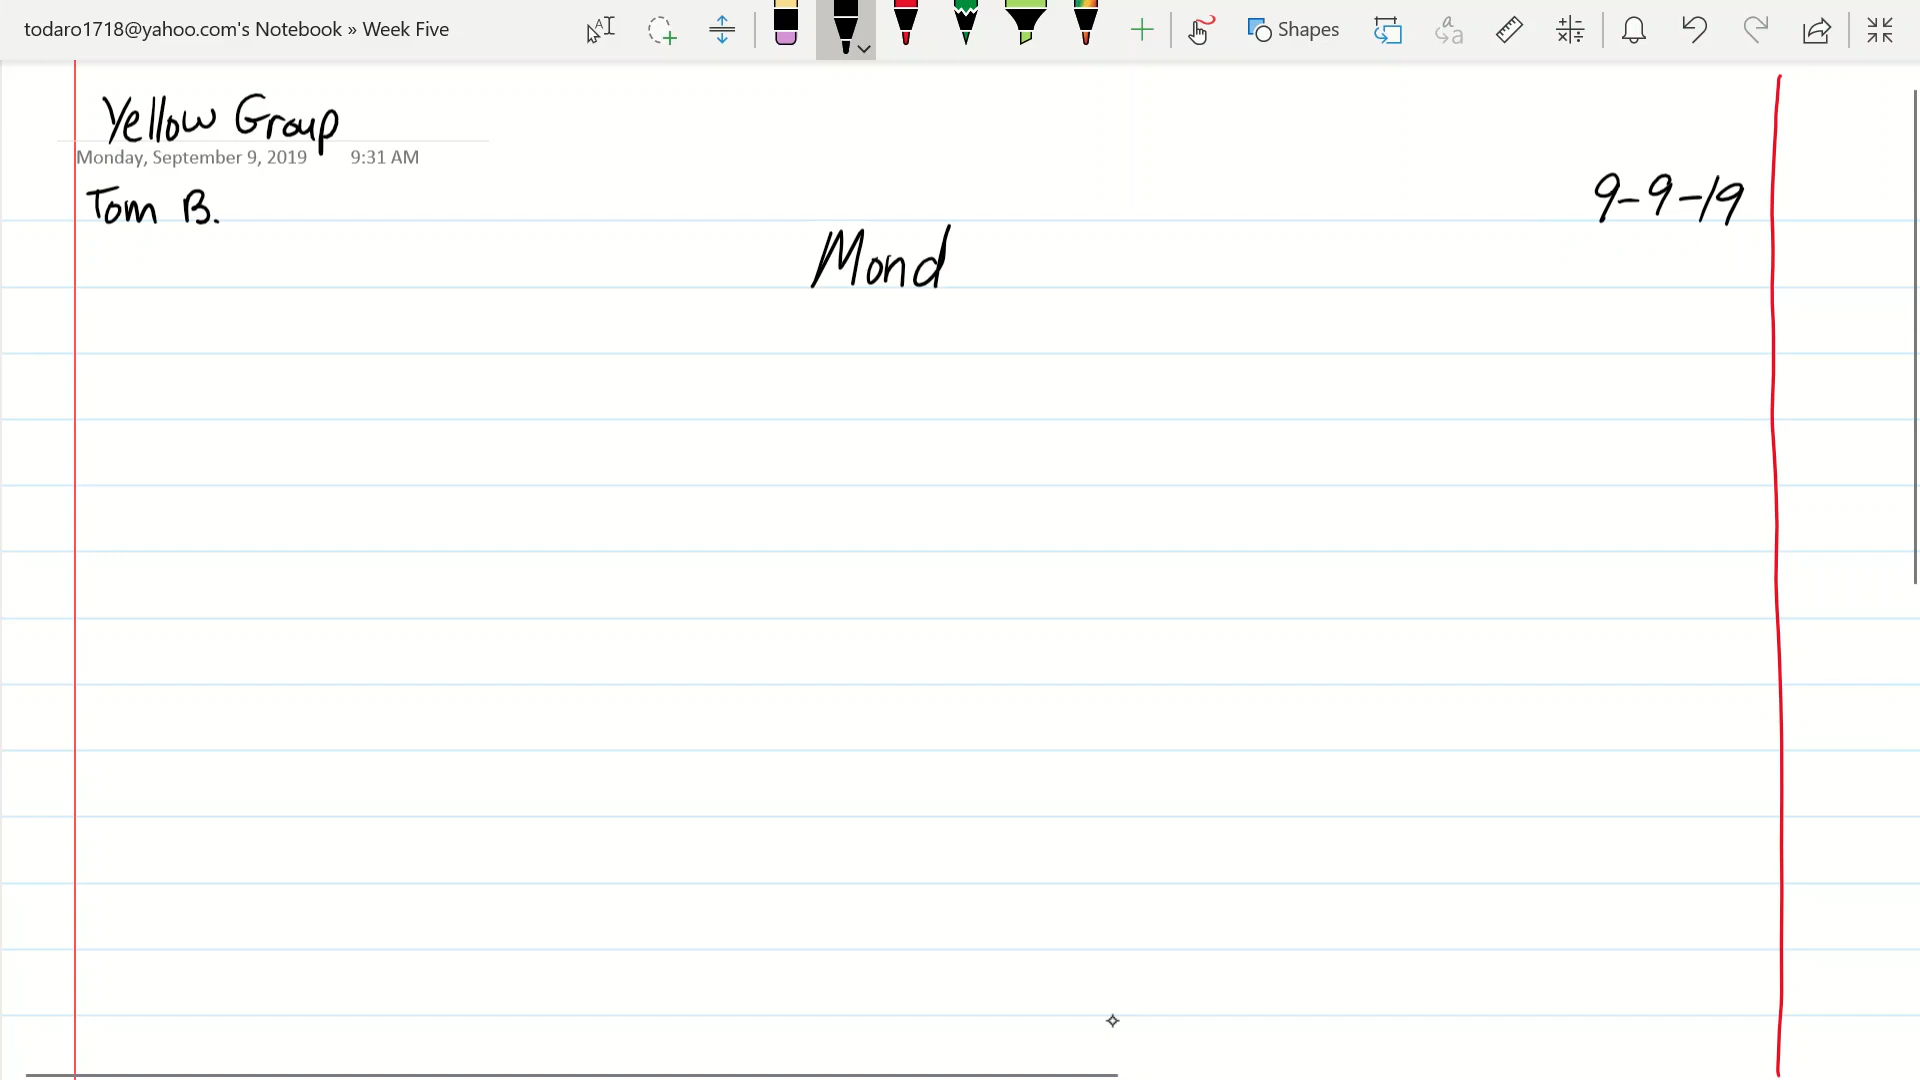 todaro1718@yahoo.com's Notebook » Week Five
Shapes
Yellow Group
Monday, September 9, 2019 9:31 AM
Tom B.
9-9-19
Mond